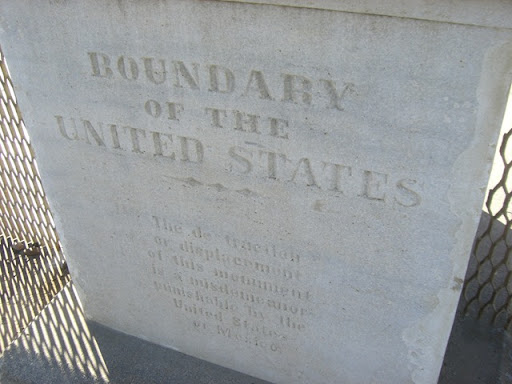 BOUNDARY
OF THE
UNITED STATES
The destruction
or displacement
of this monument
is a misdemeanor
punishable by the
United States
or Mexico